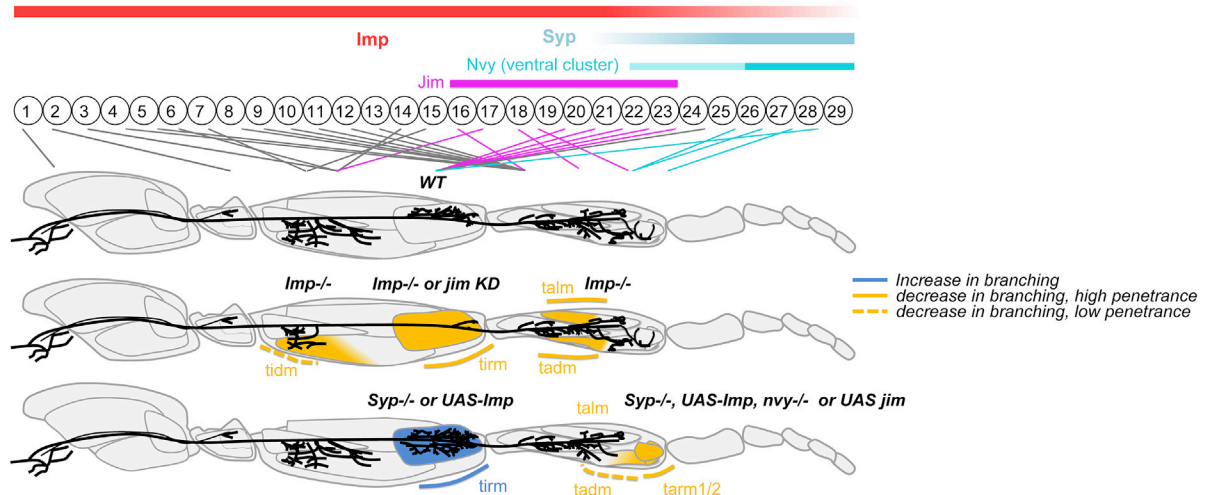 Imp
Syp
Nvy (ventral cluster)
Jim
1 2 3 4 5 6 7 8 9 10 11 12 13 14 15 16 17 18 19 20 21 22 23 24 25 26 27 28 29
WT
Imp-/- Imp-/- or jim KD talm Imp-/-
Increase in branching
decrease in branching, high penetrance
decrease in branching, low penetrance
tidm tirm tadm
Syp-/- or UAS-Imp talm Syp-/-, UAS-Imp, nvy-/- or UAS jim
tirm tadm tarm1/2